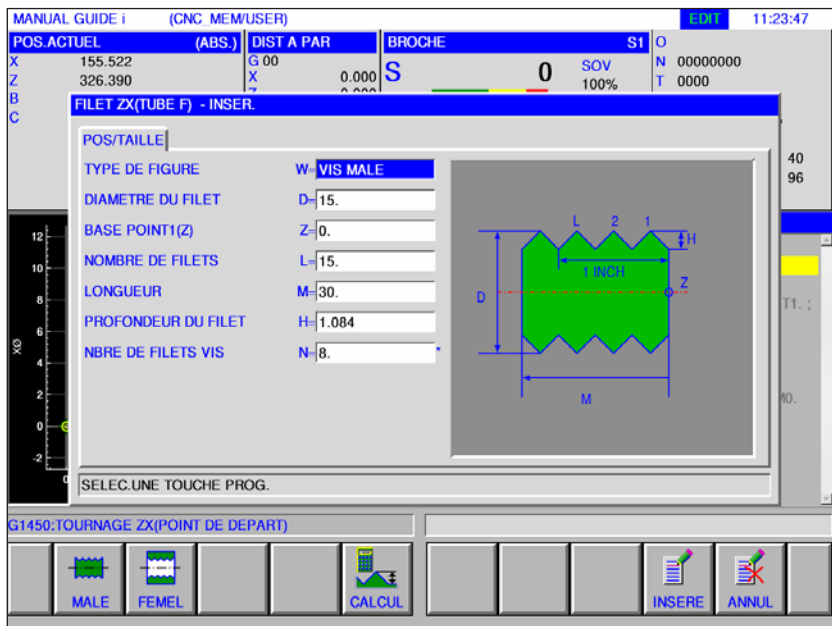 MANUAL GUIDE i (CNC_MEM/USER) EDIT 11:23:47
POS.ACTUEL (ABS.) DIST A PAR BROCHE S1 O
X 155.522 G 00 N 00000000
Z 326.390 X 0.000 S 0 SOV T 0000
B 100%
C
FILET ZX(TUBE F) - INSER.
POS/TAILLE
TYPE DE FIGURE W= VIS MALE
DIAMETRE DU FILET D= 15.
BASE POINT1(Z) Z= 0.
NOMBRE DE FILETS L= 15.
LONGUEUR M= 30.
PROFONDEUR DU FILET H= 1.084
NBRE DE FILETS VIS N= 8. *
L 2 1
H
1 INCH
Z
D
M
40
96
T1. ;
M0.
12
10
8
6
XØ
4
2
0
-2
SELEC.UNE TOUCHE PROG.
G1450:TOURNAGE ZX(POINT DE DEPART)
MALE FEMEL CALCUL INSERE ANNUL